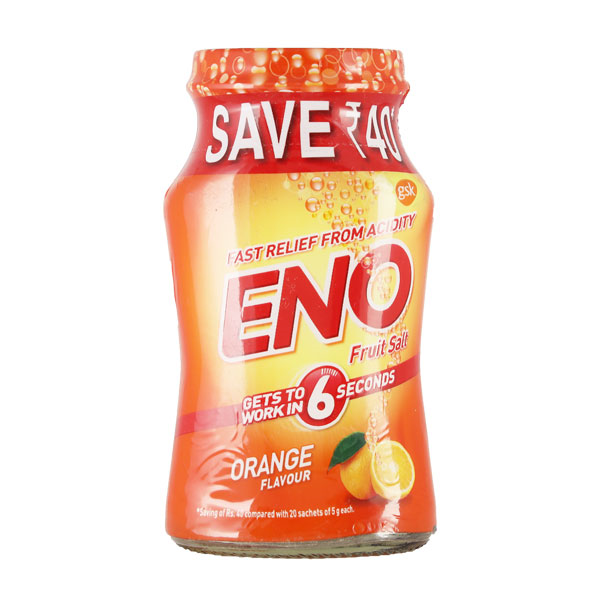 SAVE ₹40*
gsk
FAST RELIEF FROM ACIDITY
ENO
Fruit Salt
GETS TO
WORK IN 6 SECONDS
ORANGE
FLAVOUR
*Saving of Rs. 40 compared with 20 sachets of 5g each.